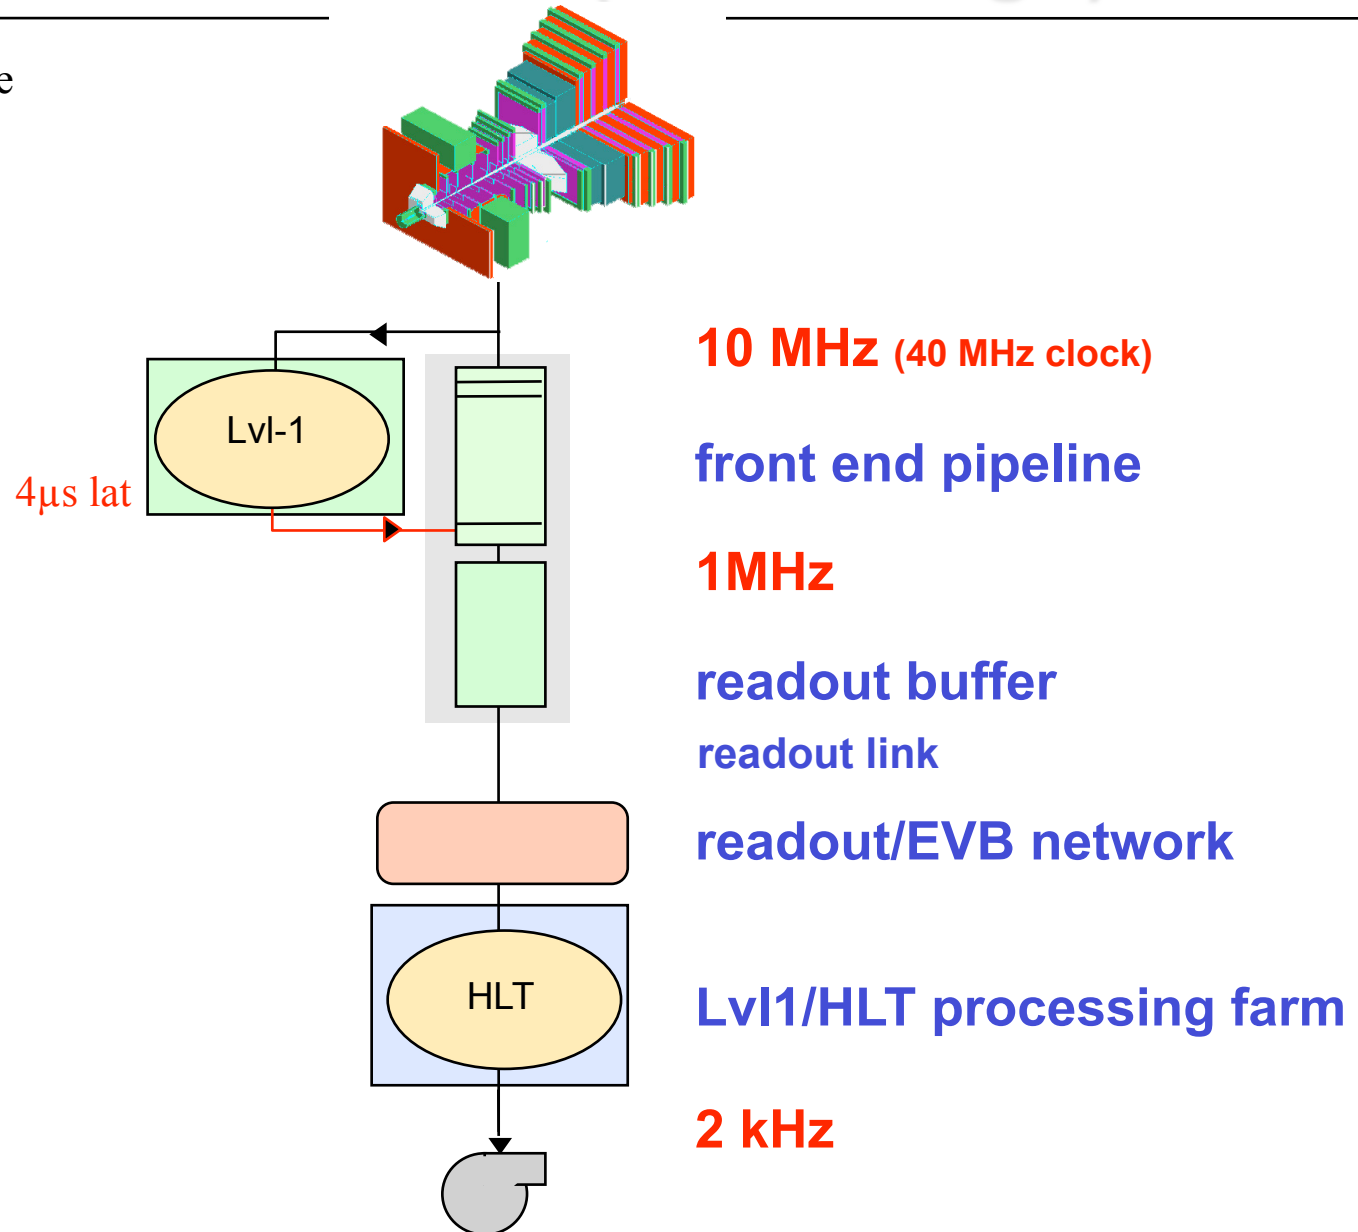 e
10 MHz (40 MHz clock)
Lvl-1
front end pipeline
4µs lat
1MHz
readout buffer
readout link
readout/EVB network
HLT
Lvl1/HLT processing farm
2 kHz